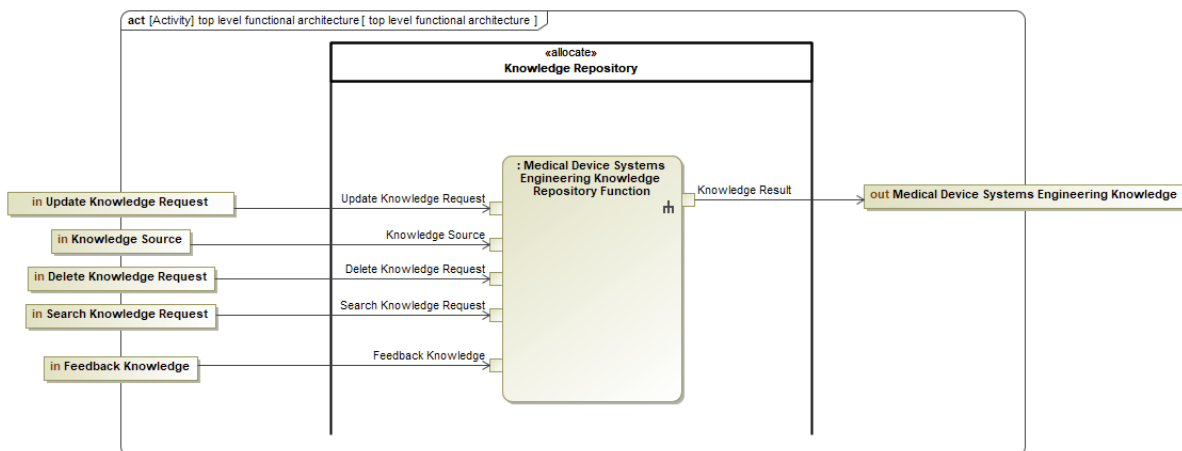 act [Activity] top level functional architecture [ top level functional architecture ]
«allocate»
Knowledge Repository
: Medical Device Systems
Engineering Knowledge
Repository Function
in Update Knowledge Request
Update Knowledge Request
Knowledge Result
out Medical Device Systems Engineering Knowledge
in Knowledge Source
Knowledge Source
in Delete Knowledge Request
Delete Knowledge Request
in Search Knowledge Request
Search Knowledge Request
in Feedback Knowledge
Feedback Knowledge